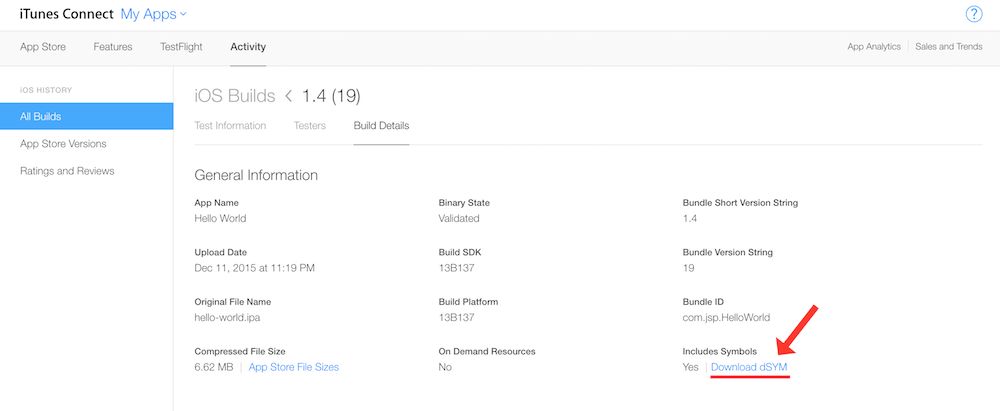 iTunes Connect My Apps
?
App Store Features TestFlight Activity App Analytics Sales and Trends
iOS HISTORY
All Builds
App Store Versions
Ratings and Reviews
iOS Builds < 1.4 (19)
Test Information Testers Build Details
General Information
App Name Binary State Bundle Short Version String
Hello World Validated 1.4
Upload Date Build SDK Bundle Version String
Dec 11, 2015 at 11:19 PM 13B137 19
Original File Name Build Platform Bundle ID
hello-world.ipa 13B137 com.jsp.HelloWorld
Compressed File Size On Demand Resources Includes Symbols
6.62 MB | App Store File Sizes No Yes | Download dSYM